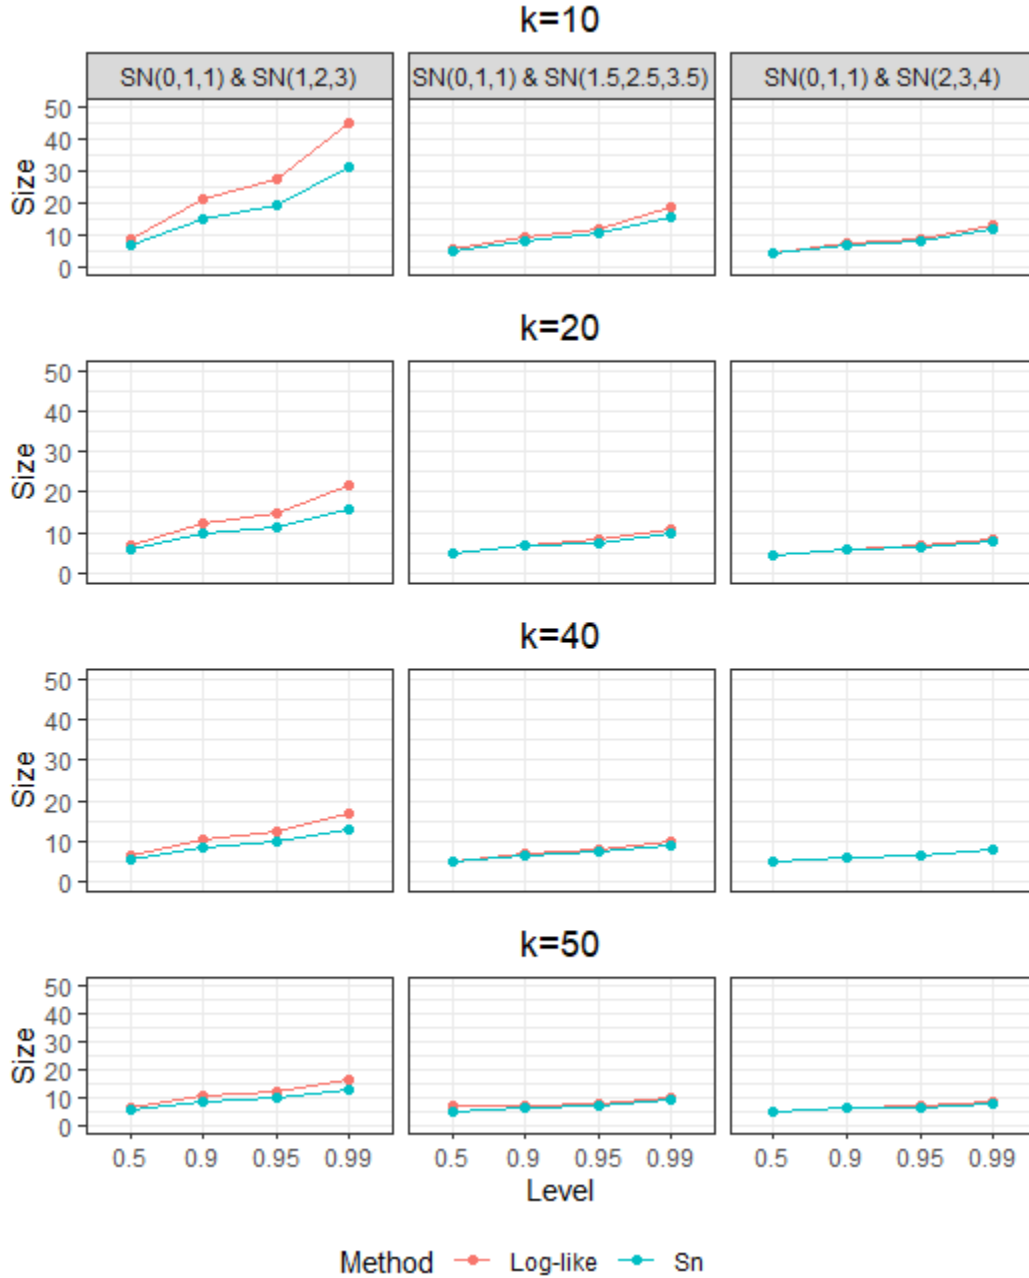 k=10
SN(0,1,1) & SN(1,2,3)
SN(0,1,1) & SN(1.5,2.5,3.5)
SN(0,1,1) & SN(2,3,4)
Size
50
40
30
20
10
0
k=20
Size
50
40
30
20
10
0
k=40
Size
50
40
30
20
10
0
k=50
Size
50
40
30
20
10
0
0.5 0.9 0.95 0.99 0.5 0.9 0.95 0.99 0.5 0.9 0.95 0.99
Level
Method Log-like Sn